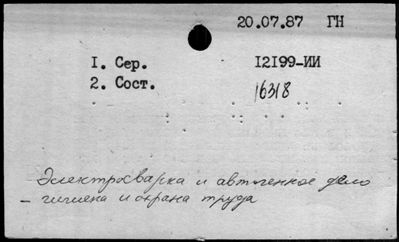 20.07.87 ГН
1. Сер. 12199-ИИ
2. Сост. 16318
Электросварка и автогенное дело
— гигиена и охрана труда